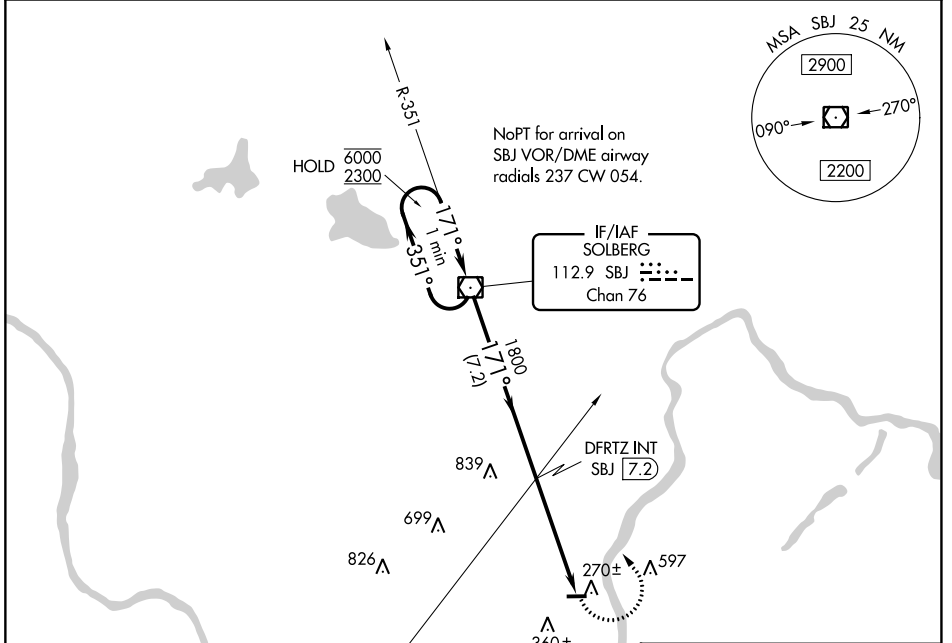 MSA SBJ 25 NM
2900
090°
270°
2200
R-351
NoPT for arrival on
SBJ VOR/DME airway
radials 237 CW 054.
HOLD 6000
2300
171°
1 min
351°
IF/IAF
SOLBERG
112.9 SBJ
Chan 76
1800
171°
(7.2)
DFRTZ INT
SBJ 7.2
839
699
826
270±
597
360±